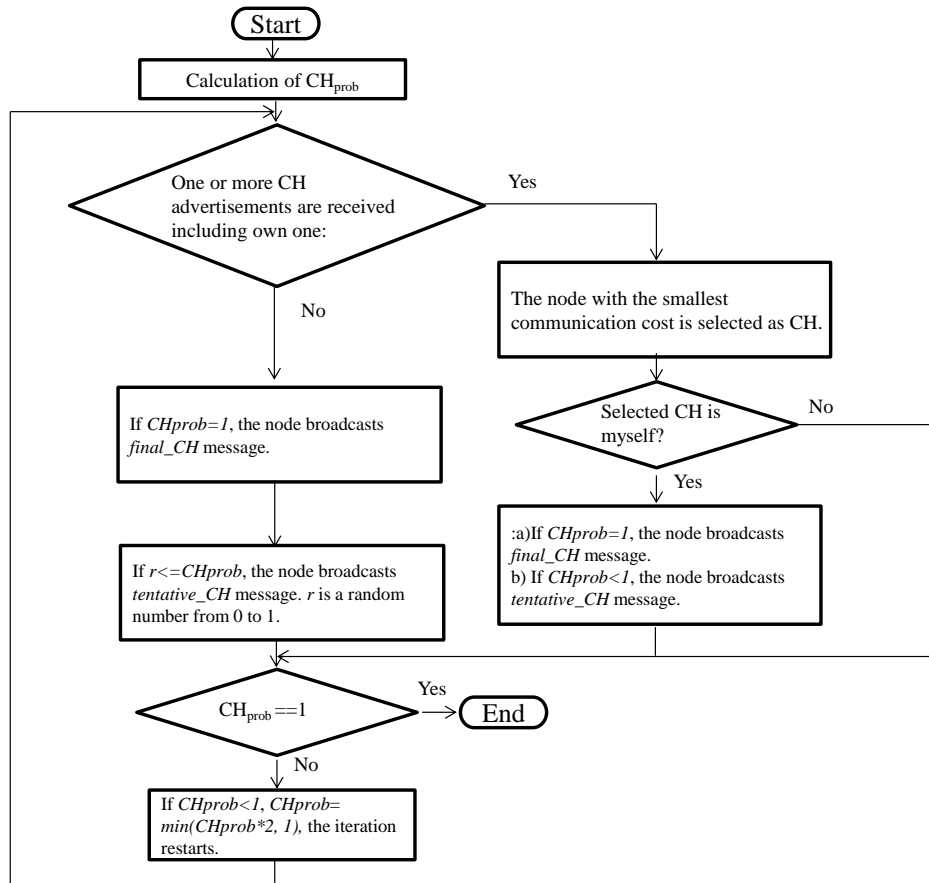 Start
Calculation of CHprob
One or more CH
advertisements are received
including own one:
Yes
No
The node with the smallest
communication cost is selected as CH.
Selected CH is
myself?
No
Yes
If CHprob=1, the node broadcasts
final_CH message.
:a)If CHprob=1, the node broadcasts
final_CH message.
b) If CHprob<1, the node broadcasts
tentative_CH message.
If r<=CHprob, the node broadcasts
tentative_CH message. r is a random
number from 0 to 1.
CHprob==1
Yes
End
No
If CHprob<1, CHprob=
min(CHprob*2, 1), the iteration
restarts.